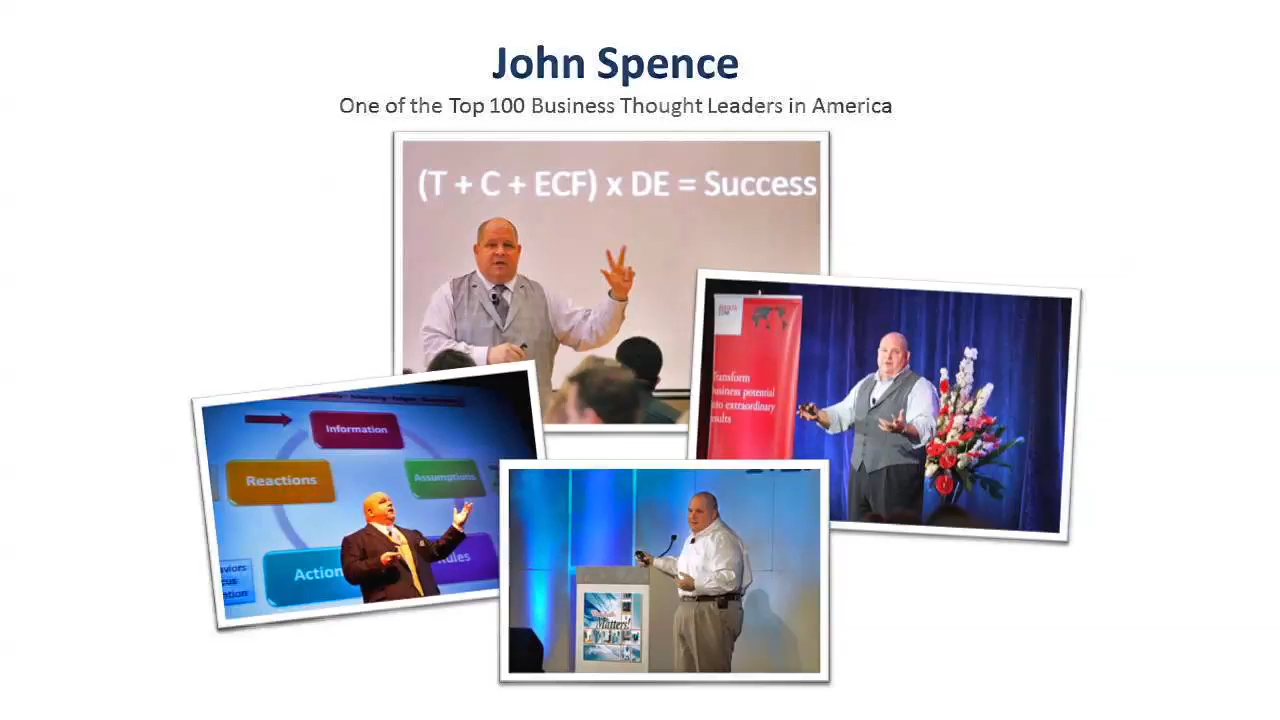 John Spence
One of the Top 100 Business Thought Leaders in America
(T + C + ECF) x DE = Success
Transform
business potential
into extraordinary
results
Information
Reactions
Assumptions
Action
Rules
Matters!